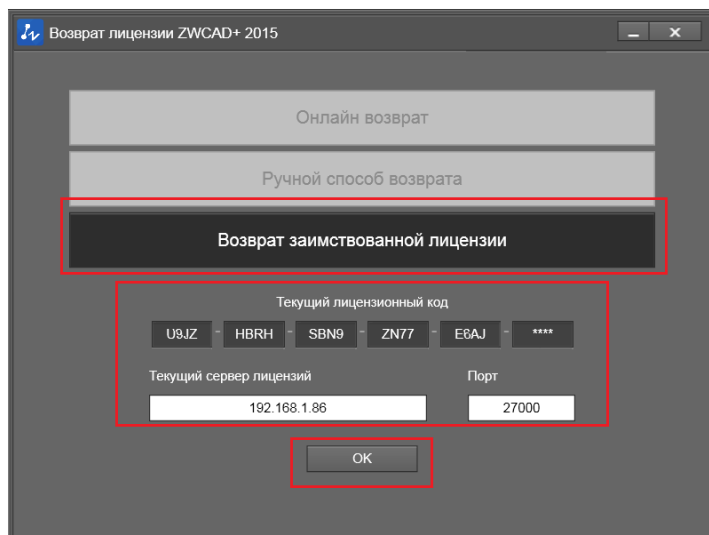 Возврат лицензии ZWCAD+ 2015
Онлайн возврат
Ручной способ возврата
Возврат заимствованной лицензии
Текущий лицензионный код
U9JZ - HBRH - SBN9 - ZN77 - E6AJ - ****
Текущий сервер лицензий Порт
192.168.1.86 27000
OK